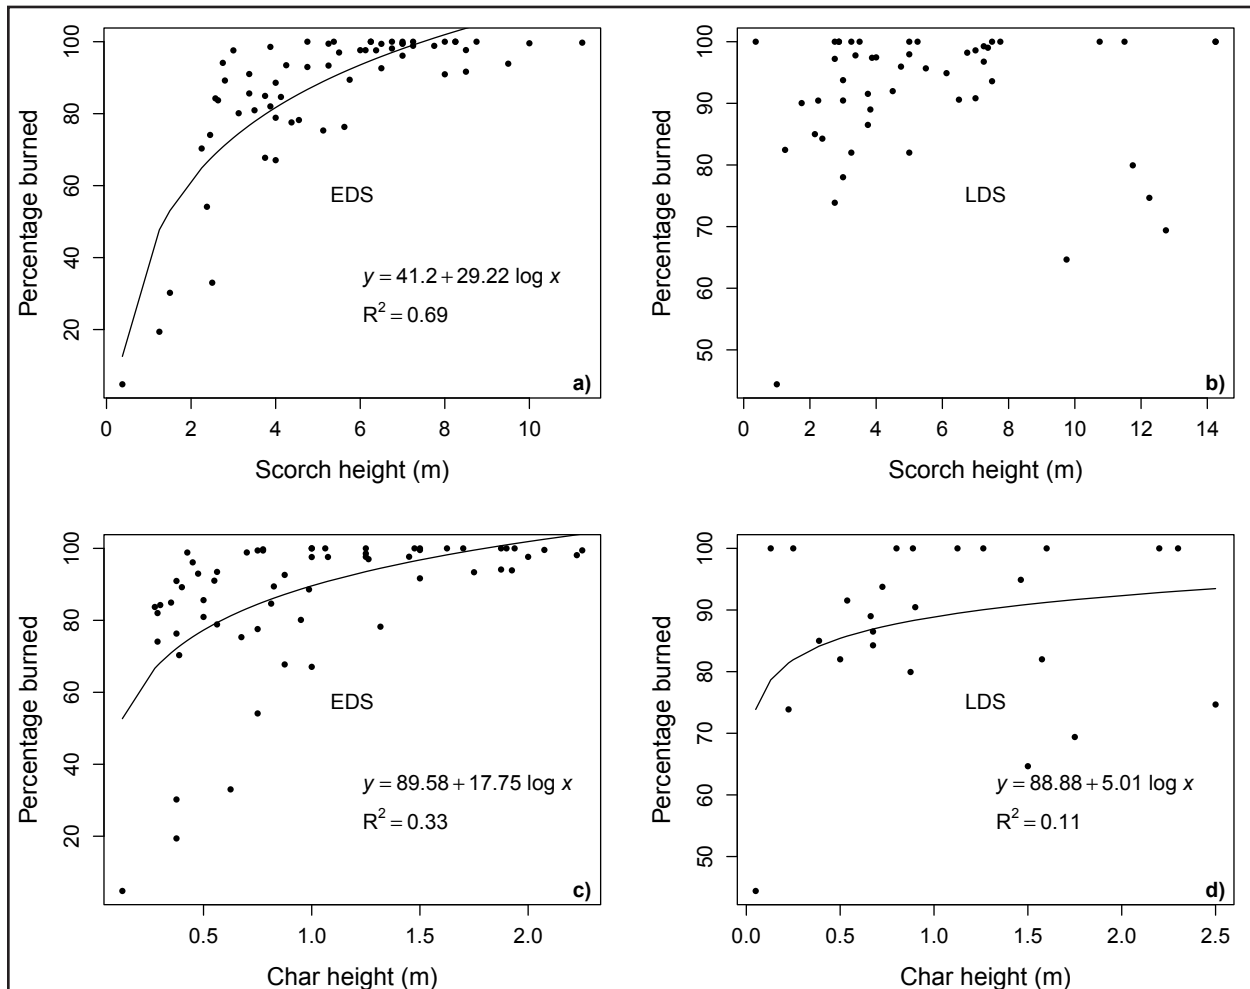 100
80
60
40
20
Percentage burned
EDS
y = 41.2 + 29.22 log x
R² = 0.69
a)
0 2 4 6 8 10
Scorch height (m)
100
90
80
70
60
50
Percentage burned
LDS
b)
0 2 4 6 8 10 12 14
Scorch height (m)
100
80
60
40
20
Percentage burned
EDS
y = 89.58 + 17.75 log x
R² = 0.33
c)
0.5 1.0 1.5 2.0
Char height (m)
100
90
80
70
60
50
Percentage burned
LDS
y = 88.88 + 5.01 log x
R² = 0.11
d)
0.0 0.5 1.0 1.5 2.0 2.5
Char height (m)